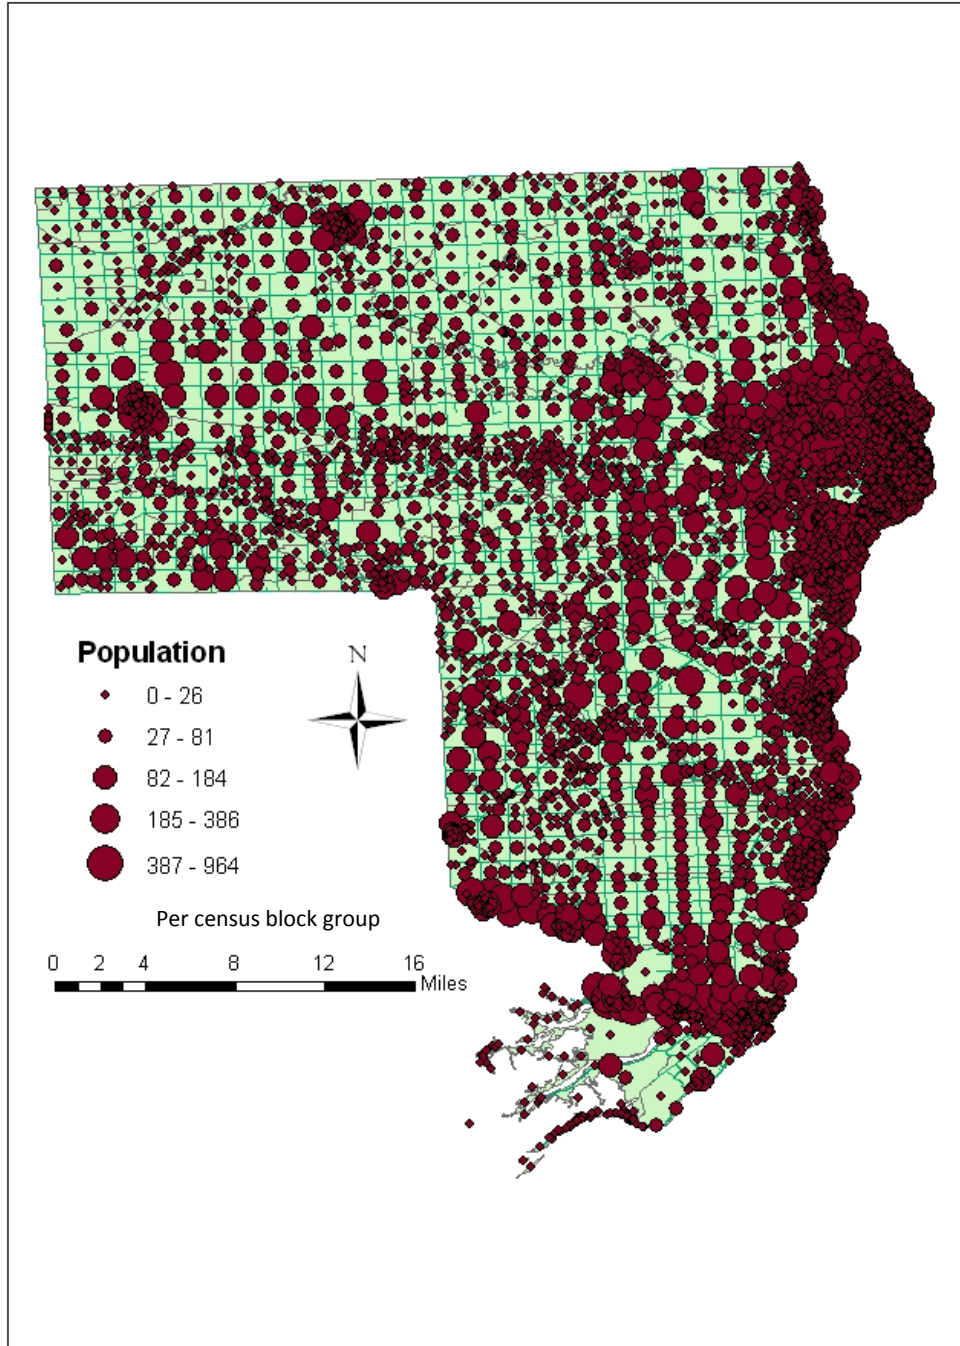 Population
N
0 - 26
27 - 81
82 - 184
185 - 386
387 - 964
Per census block group
0 2 4 8 12 16
Miles